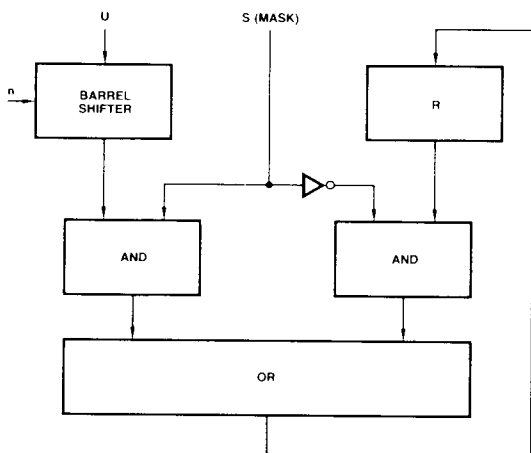 U
S (MASK)
n
BARREL
SHIFTER
R
AND
AND
OR